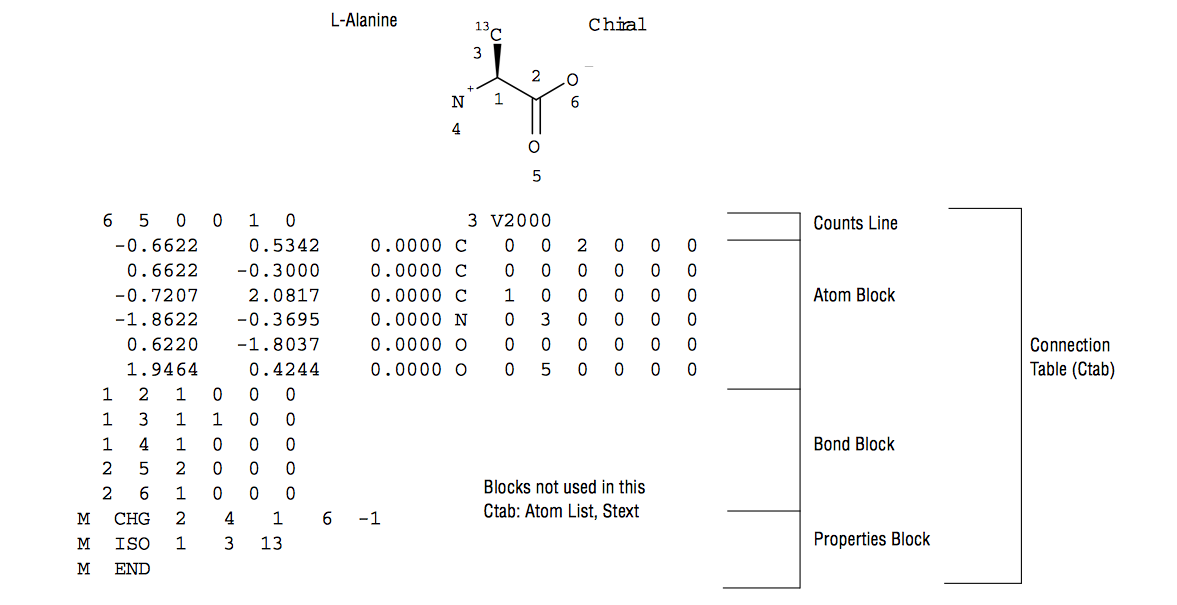 L-Alanine
Chiral
13C
3
2
O −
N +
1
6
4
O
5
6 5 0 0 1 0 3 V2000
-0.6622 0.5342 0.0000 C 0 0 2 0 0 0
0.6622 -0.3000 0.0000 C 0 0 0 0 0 0
-0.7207 2.0817 0.0000 C 1 0 0 0 0 0
-1.8622 -0.3695 0.0000 N 0 3 0 0 0 0
0.6220 -1.8037 0.0000 O 0 0 0 0 0 0
1.9464 0.4244 0.0000 O 0 5 0 0 0 0
1 2 1 0 0 0
1 3 1 1 0 0
1 4 1 0 0 0
2 5 2 0 0 0
2 6 1 0 0 0
M CHG 2 4 1 6 -1
M ISO 1 3 13
M END
Blocks not used in this
Ctab: Atom List, Stext
Counts Line
Atom Block
Bond Block
Properties Block
Connection
Table (Ctab)